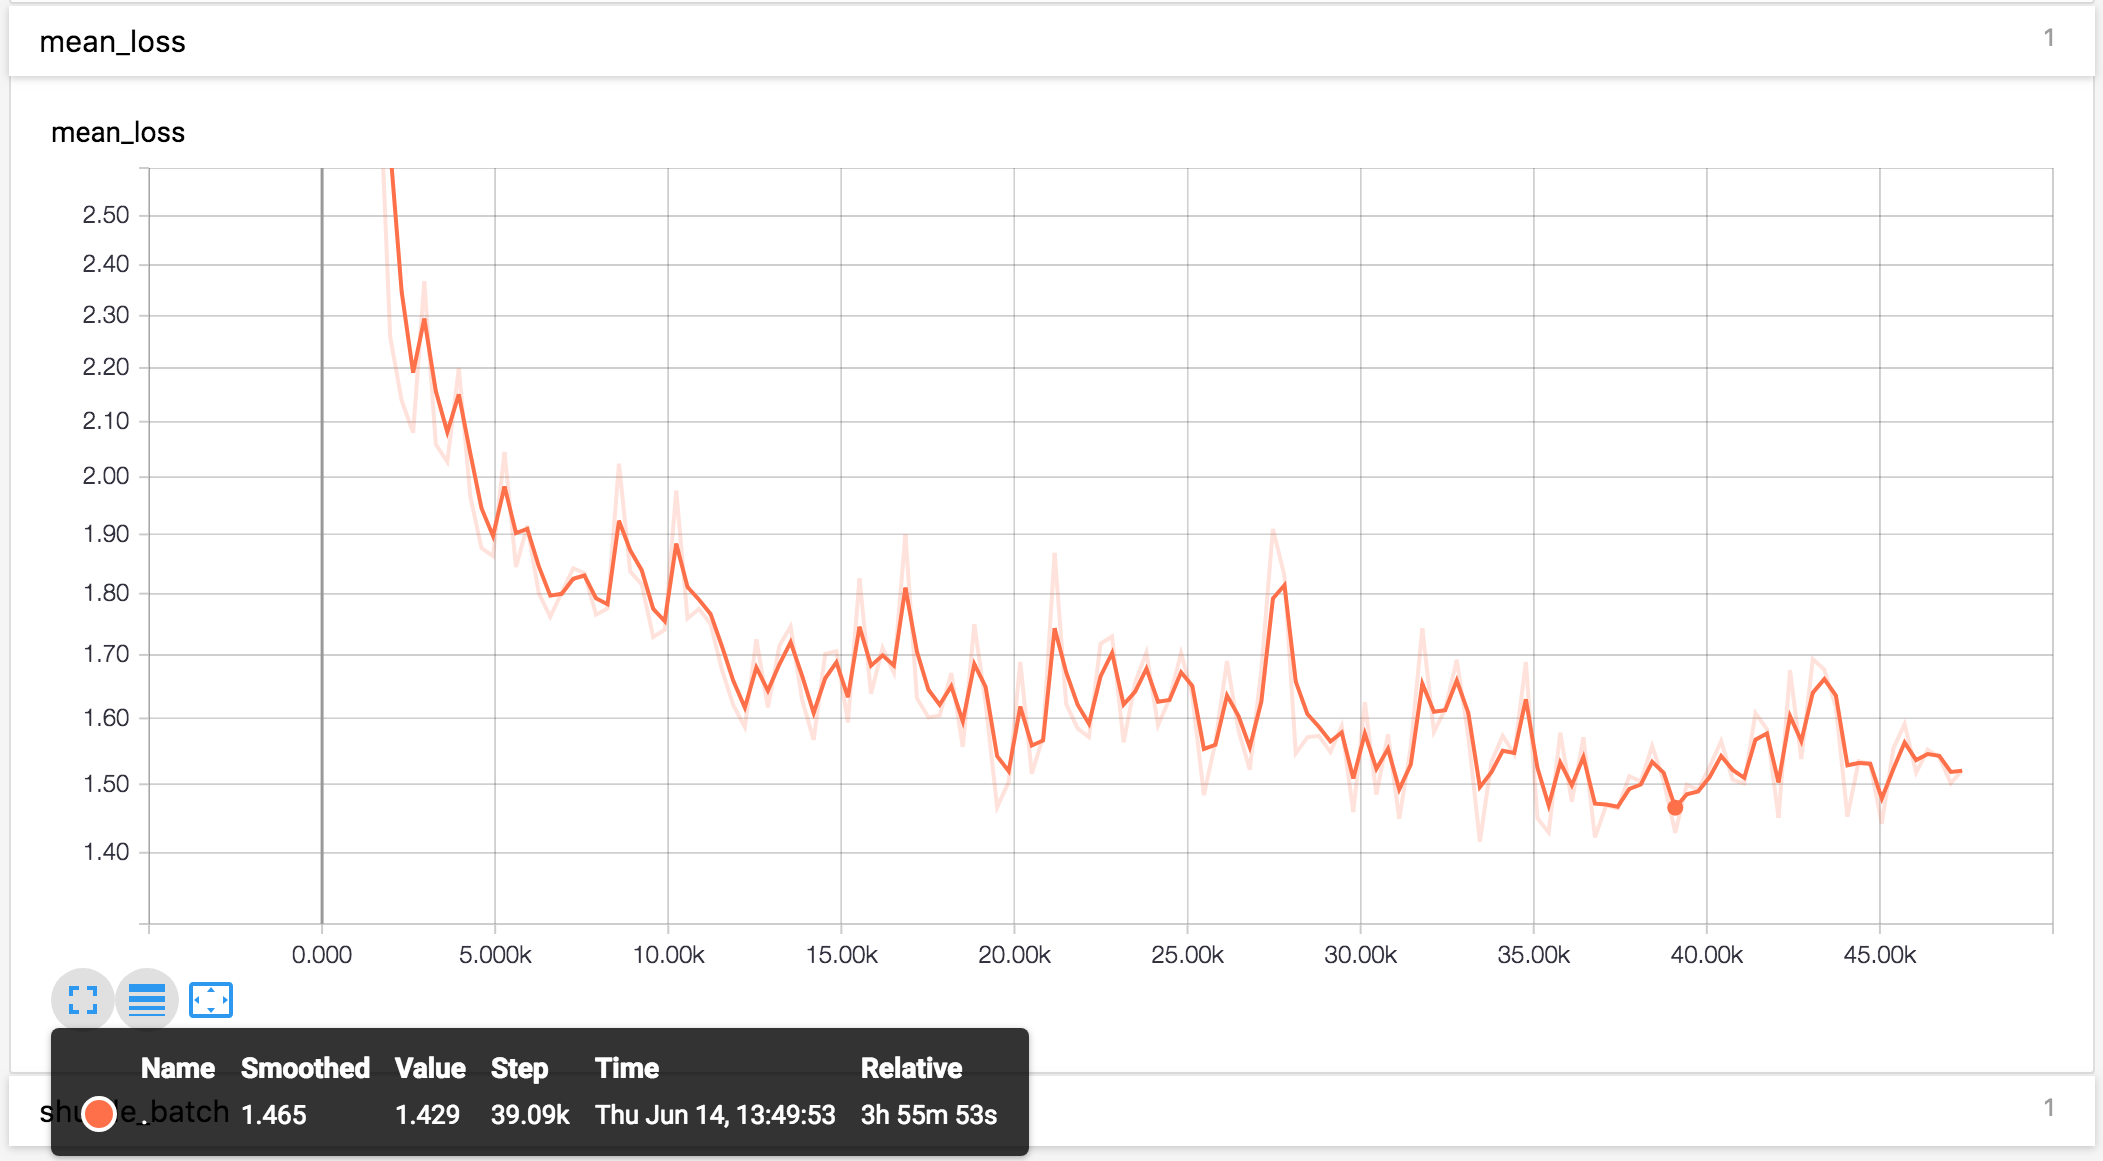 mean_loss 1
mean_loss
2.50
2.40
2.30
2.20
2.10
2.00
1.90
1.80
1.70
1.60
1.50
1.40
0.000 5.000k 10.00k 15.00k 20.00k 25.00k 30.00k 35.00k 40.00k 45.00k
Name Smoothed Value Step Time Relative
. 1.465 1.429 39.09k Thu Jun 14, 13:49:53 3h 55m 53s
e_batch 1